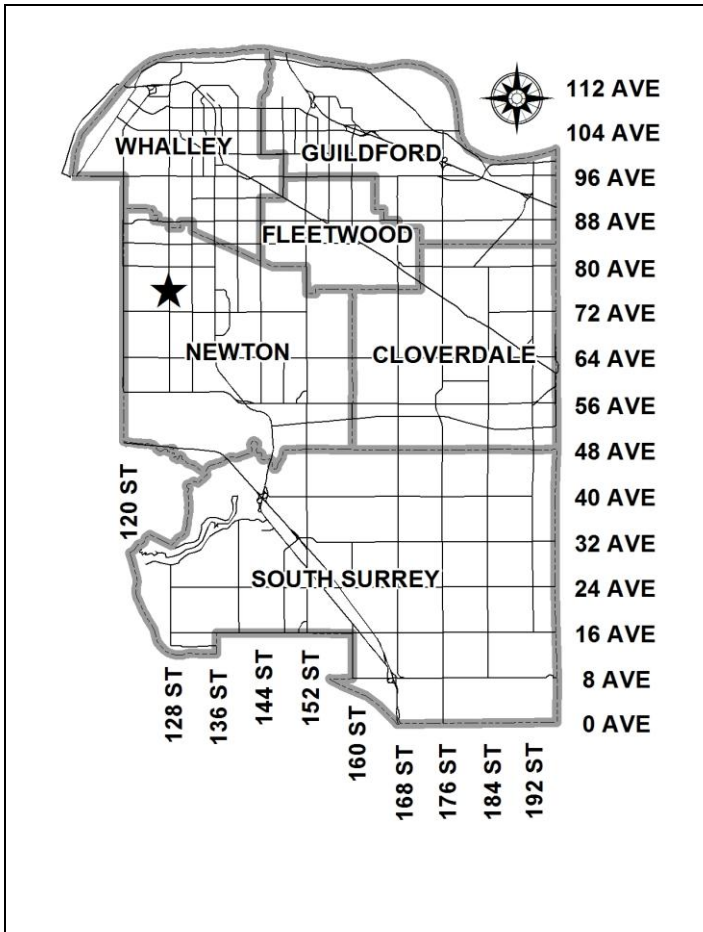 112 AVE
104 AVE
WHALLEY
GUILDFORD
96 AVE
88 AVE
FLEETWOOD
80 AVE
72 AVE
NEWTON
CLOVERDALE
64 AVE
56 AVE
48 AVE
120 ST
40 AVE
32 AVE
SOUTH SURREY
24 AVE
16 AVE
128 ST
136 ST
144 ST
152 ST
160 ST
168 ST
176 ST
184 ST
192 ST
8 AVE
0 AVE